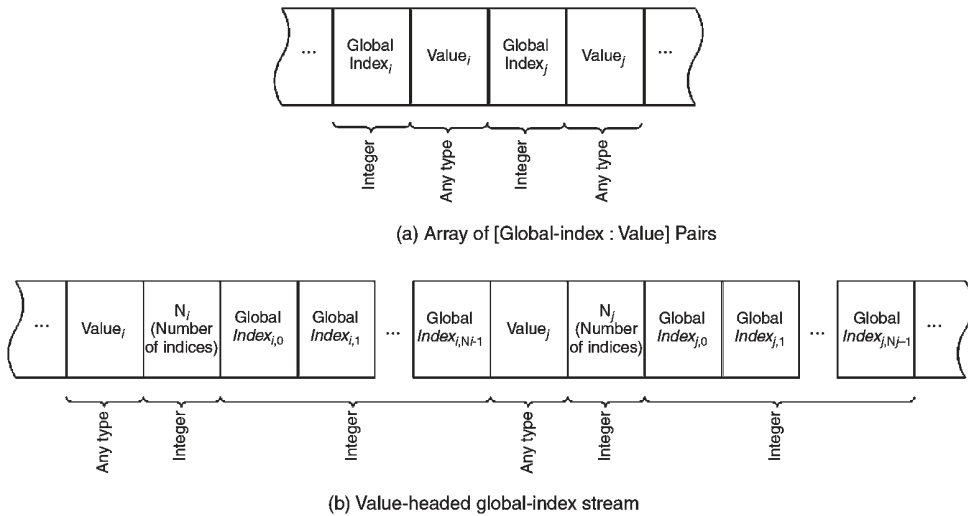 ... Global Index_i Value_i Global Index_j Value_j ...
Integer Any type Integer Any type
(a) Array of [Global-index : Value] Pairs
... Value_i N_i (Number of indices) Global Index_i,0 Global Index_i,1 ... Global Index_i,Ni-1 Value_j N_j (Number of indices) Global Index_j,0 Global Index_j,1 ... Global Index_j,Nj–1 ...
Any type Integer Integer Any type Integer Integer
(b) Value-headed global-index stream